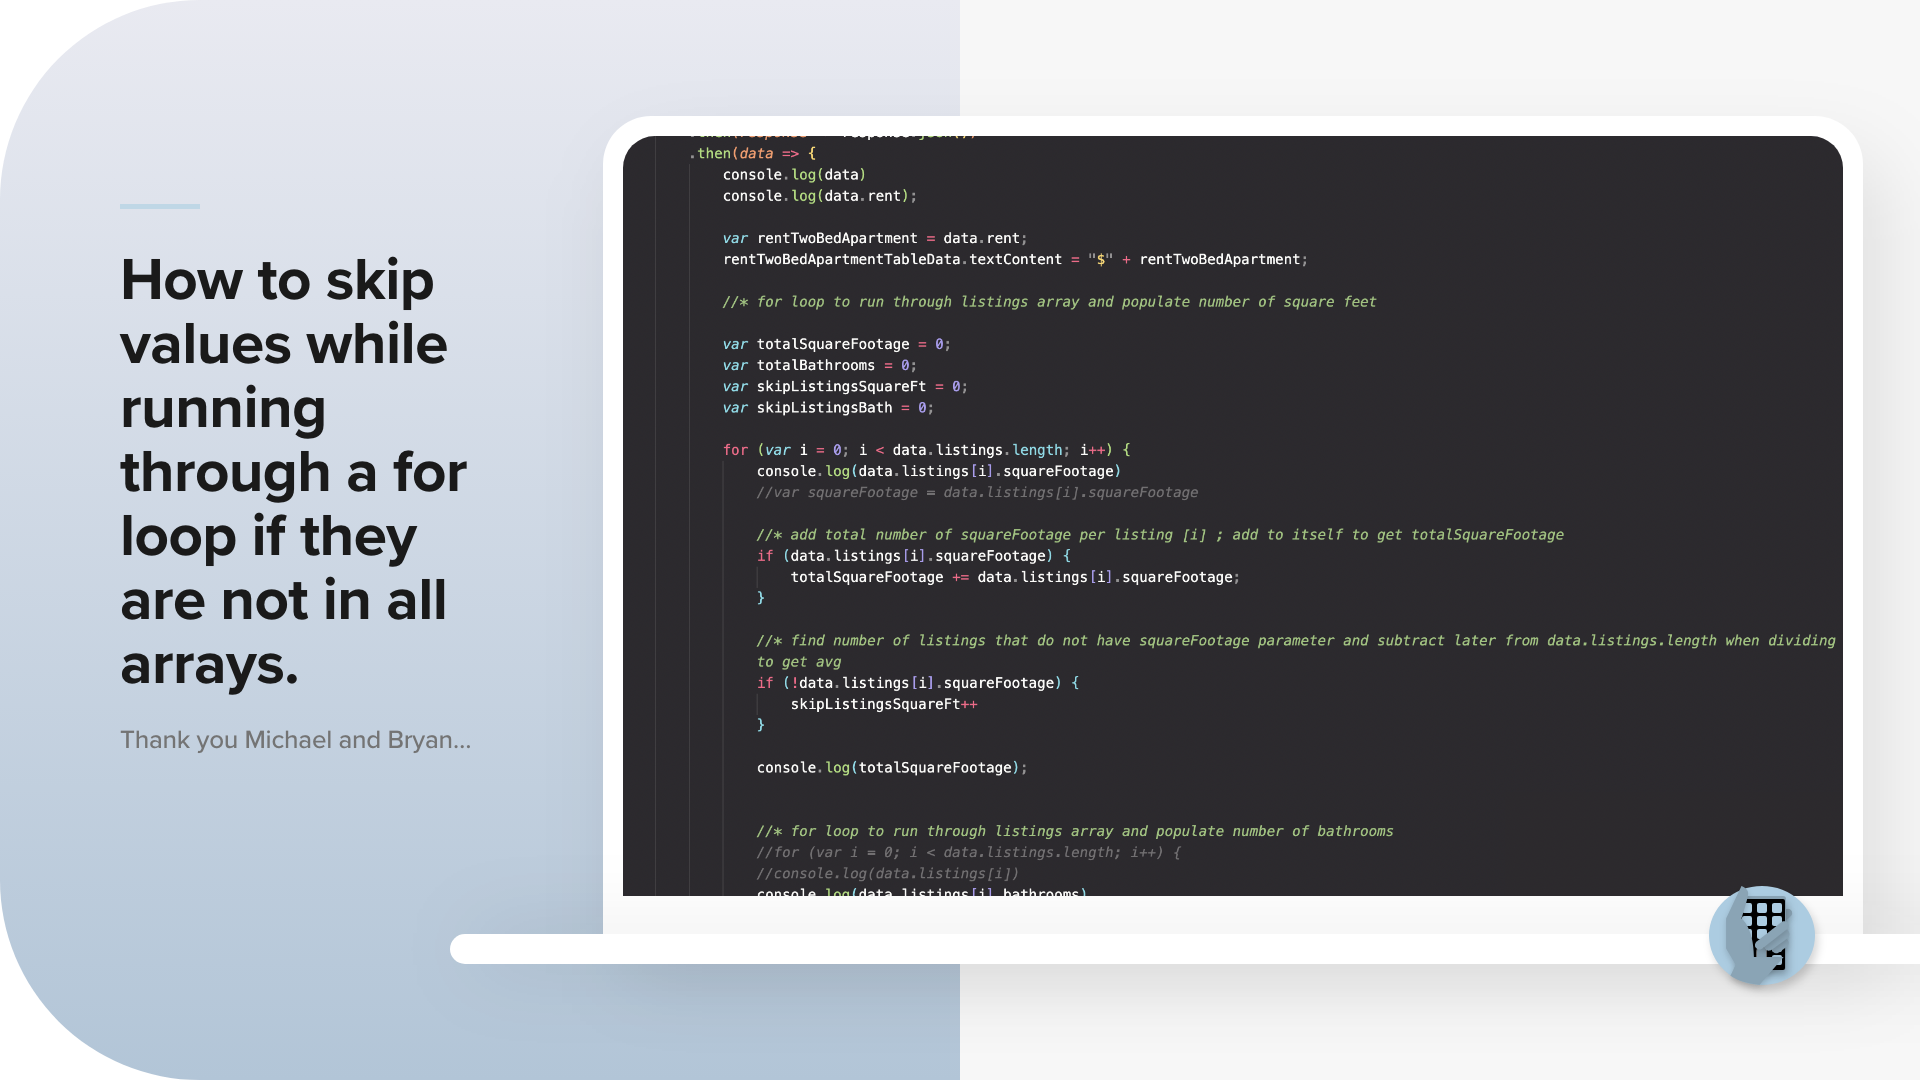 How to skip
values while
running
through a for
loop if they
are not in all
arrays.
Thank you Michael and Bryan...
.then(data => {
console.log(data)
console.log(data.rent);
var rentTwoBedApartment = data.rent;
rentTwoBedApartmentTableData.textContent = "$" + rentTwoBedApartment;
//* for loop to run through listings array and populate number of square feet
var totalSquareFootage = 0;
var totalBathrooms = 0;
var skipListingsSquareFt = 0;
var skipListingsBath = 0;
for (var i = 0; i < data.listings.length; i++) {
console.log(data.listings[i].squareFootage)
//var squareFootage = data.listings[i].squareFootage
//* add total number of squareFootage per listing [i] ; add to itself to get totalSquareFootage
if (data.listings[i].squareFootage) {
totalSquareFootage += data.listings[i].squareFootage;
}
//* find number of listings that do not have squareFootage parameter and subtract later from data.listings.length when dividing
to get avg
if (!data.listings[i].squareFootage) {
skipListingsSquareFt++
}
console.log(totalSquareFootage);
//* for loop to run through listings array and populate number of bathrooms
//for (var i = 0; i < data.listings.length; i++) {
//console.log(data.listings[i])
console.log(data.listings[i].bathrooms)